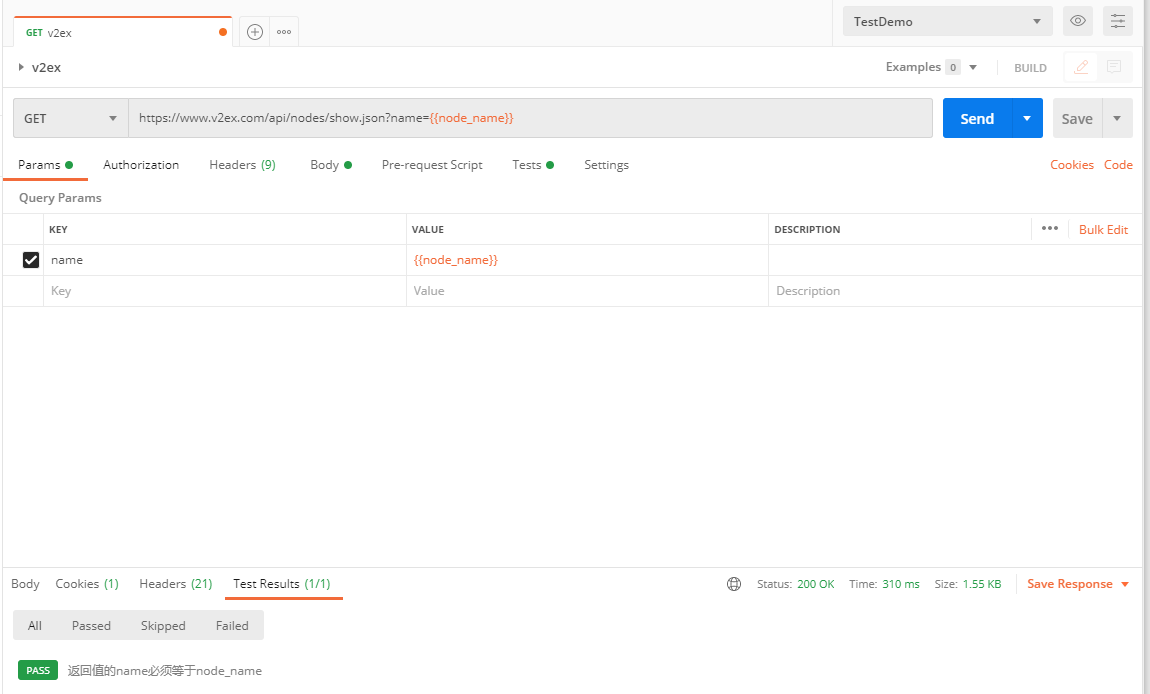 GET v2ex
TestDemo
v2ex
Examples 0
BUILD
GET
https://www.v2ex.com/api/nodes/show.json?name={{node_name}}
Send
Save
Params
Authorization
Headers (9)
Body
Pre-request Script
Tests
Settings
Cookies
Code
Query Params
KEY
VALUE
DESCRIPTION
Bulk Edit
name
{{node_name}}
Key
Value
Description
Body
Cookies (1)
Headers (21)
Test Results (1/1)
Status: 200 OK
Time: 310 ms
Size: 1.55 KB
Save Response
All
Passed
Skipped
Failed
PASS
返回值的name必须等于node_name